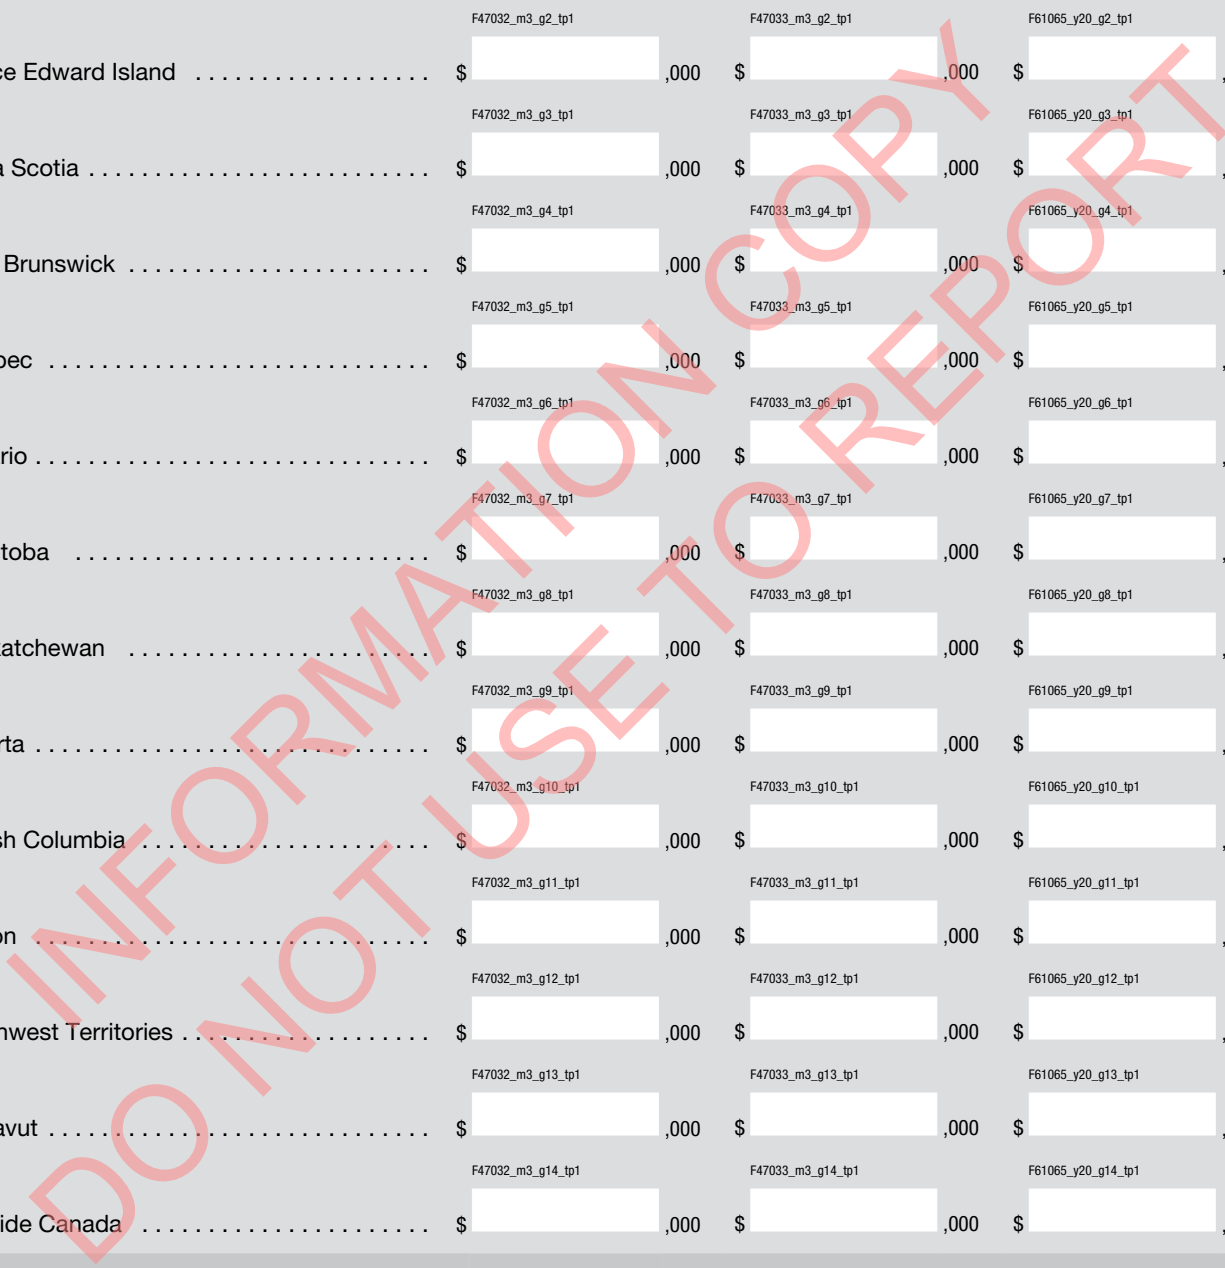 F47032_m3_g2_tp1 F47033_m3_g2_tp1 F61065_y20_g2_tp1
ce Edward Island .................. $ ,000 $ ,000 $ ,
F47032_m3_g3_tp1 F47033_m3_g3_tp1 F61065_y20_g3_tp1
a Scotia .......................... $ ,000 $ ,000 $ ,
F47032_m3_g4_tp1 F47033_m3_g4_tp1 F61065_y20_g4_tp1
Brunswick ....................... $ ,000 $ ,000 $ ,
F47032_m3_g5_tp1 F47033_m3_g5_tp1 F61065_y20_g5_tp1
bec ............................. $ ,000 $ ,000 $ ,
F47032_m3_g6_tp1 F47033_m3_g6_tp1 F61065_y20_g6_tp1
rio .............................. $ ,000 $ ,000 $ ,
F47032_m3_g7_tp1 F47033_m3_g7_tp1 F61065_y20_g7_tp1
toba ........................... $ ,000 $ ,000 $ ,
F47032_m3_g8_tp1 F47033_m3_g8_tp1 F61065_y20_g8_tp1
atchewan ....................... $ ,000 $ ,000 $ ,
F47032_m3_g9_tp1 F47033_m3_g9_tp1 F61065_y20_g9_tp1
rta .............................. $ ,000 $ ,000 $ ,
F47032_m3_g10_tp1 F47033_m3_g10_tp1 F61065_y20_g10_tp1
sh Columbia ...................... $ ,000 $ ,000 $ ,
F47032_m3_g11_tp1 F47033_m3_g11_tp1 F61065_y20_g11_tp1
on .............................. $ ,000 $ ,000 $ ,
F47032_m3_g12_tp1 F47033_m3_g12_tp1 F61065_y20_g12_tp1
hwest Territories ................... $ ,000 $ ,000 $ ,
F47032_m3_g13_tp1 F47033_m3_g13_tp1 F61065_y20_g13_tp1
avut ............................. $ ,000 $ ,000 $ ,
F47032_m3_g14_tp1 F47033_m3_g14_tp1 F61065_y20_g14_tp1
ide Canada ...................... $ ,000 $ ,000 $ ,
INFORMATION COPY
DO NOT USE TO REPORT